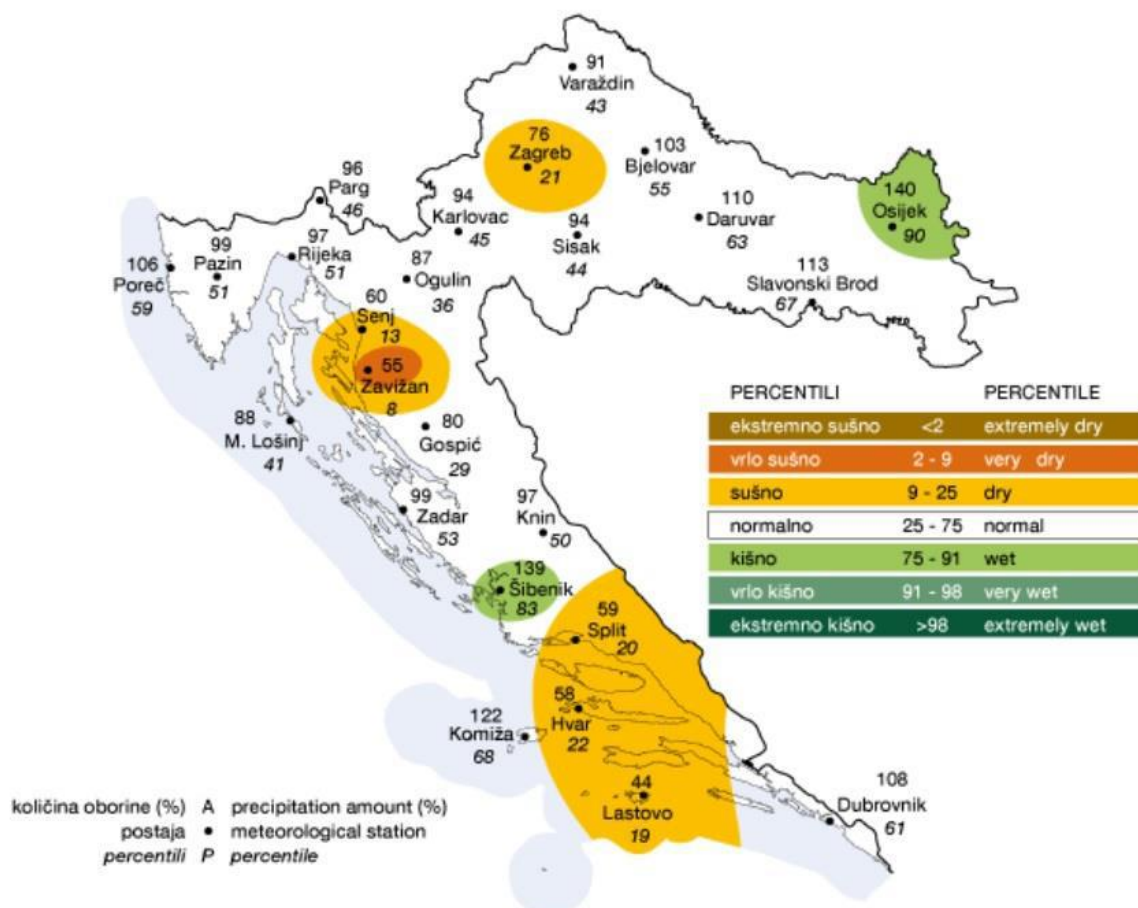 91
Varaždin
43
76
Zagreb
21
103
Bjelovar
55
140
Osijek
90
96
Parg
46
94
Karlovac
45
94
Sisak
44
110
Daruvar
63
99
Pazin
51
97
Rijeka
51
106
Poreč
59
87
Ogulin
36
113
Slavonski Brod
67
60
Senj
13
55
Zavižan
8
88
M. Lošinj
41
80
Gospić
29
99
Zadar
53
97
Knin
50
139
Šibenik
83
59
Split
20
58
Hvar
22
122
Komiža
68
44
Lastovo
19
108
Dubrovnik
61
PERCENTILI PERCENTILE
ekstremno sušno <2 extremely dry
vrlo sušno 2 - 9 very dry
sušno 9 - 25 dry
normalno 25 - 75 normal
kišno 75 - 91 wet
vrlo kišno 91 - 98 very wet
ekstremno kišno >98 extremely wet
količina oborine (%) A precipitation amount (%)
postaja ● meteorological station
percentili P percentile